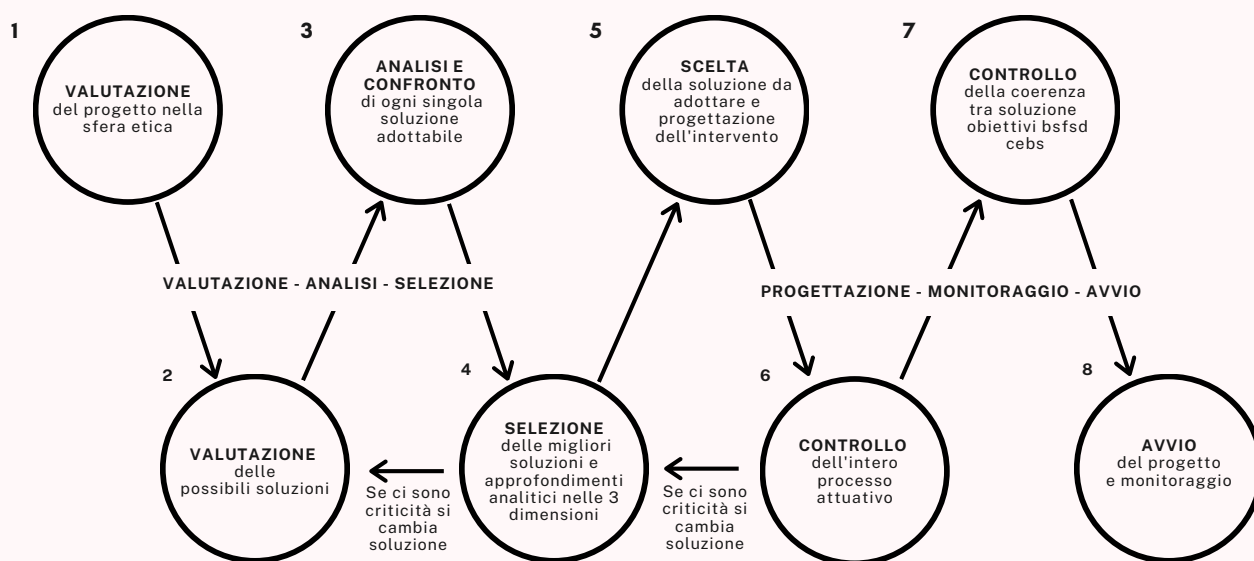 1
VALUTAZIONE
del progetto nella
sfera etica
3
ANALISI E
CONFRONTO
di ogni singola
soluzione
adottabile
5
SCELTA
della soluzione da
adottare e
progettazione
dell'intervento
7
CONTROLLO
della coerenza
tra soluzione
obiettivi bsfsd
cebs
VALUTAZIONE - ANALISI - SELEZIONE
PROGETTAZIONE - MONITORAGGIO - AVVIO
2
VALUTAZIONE
delle
possibili soluzioni
Se ci sono
criticità si
cambia
soluzione
4
SELEZIONE
delle migliori
soluzioni e
approfondimenti
analitici nelle 3
dimensioni
Se ci sono
criticità si
cambia
soluzione
6
CONTROLLO
dell'intero
processo
attuativo
8
AVVIO
del progetto
e monitoraggio